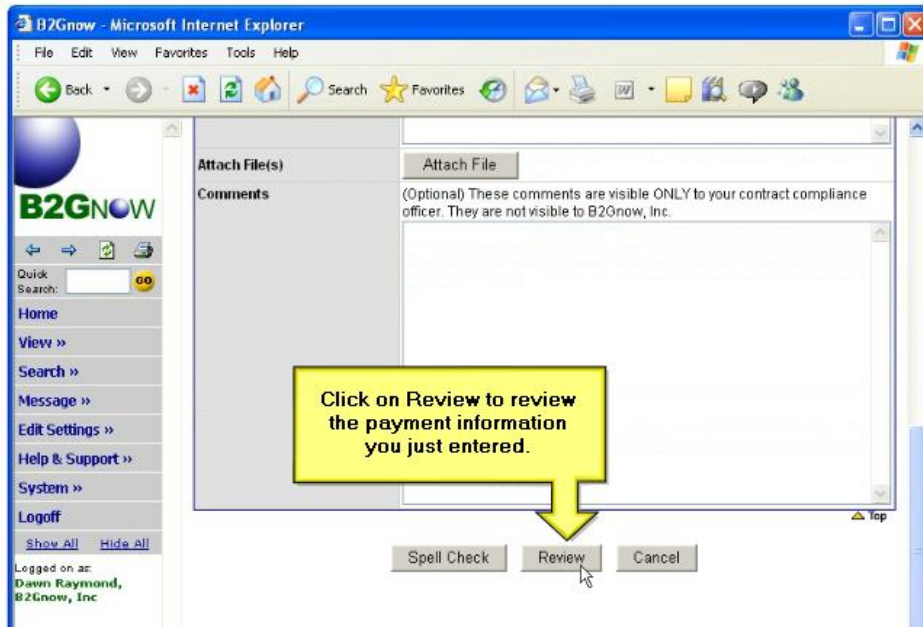 B2Gnow - Microsoft Internet Explorer
File Edit View Favorites Tools Help
Back Search Favorites
B2GNOW
Quick Search: GO
Home
View »
Search »
Message »
Edit Settings »
Help & Support »
System »
Logoff
Show All Hide All
Logged on as:
Dawn Raymond,
B2Gnow, Inc
Attach File(s) Attach File
Comments (Optional) These comments are visible ONLY to your contract compliance
officer. They are not visible to B2Gnow, Inc.
Click on Review to review
the payment information
you just entered.
Top
Spell Check Review Cancel